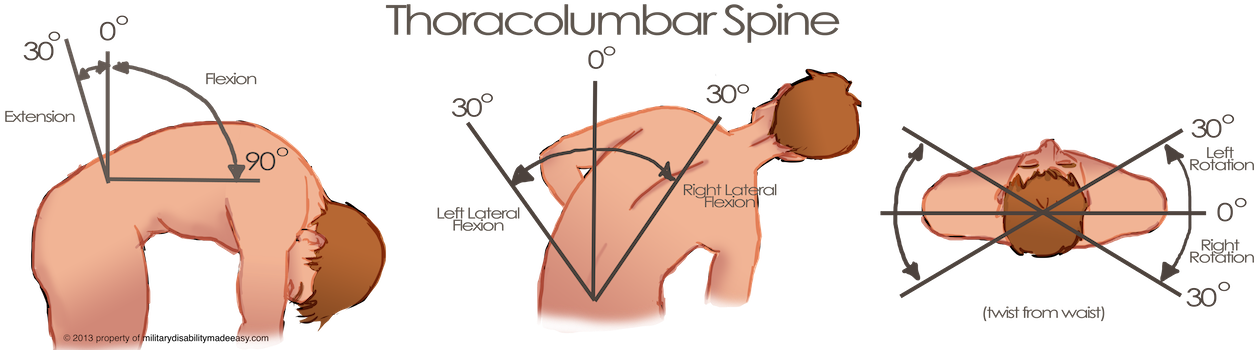 Thoracolumbar Spine
30°
0°
Flexion
Extension
90°
© 2013 property of militarydisabilitymadeeasy.com
0°
30°
30°
Right Lateral
Flexion
Left Lateral
Flexion
30°
Left
Rotation
0°
Right
Rotation
30°
(twist from waist)